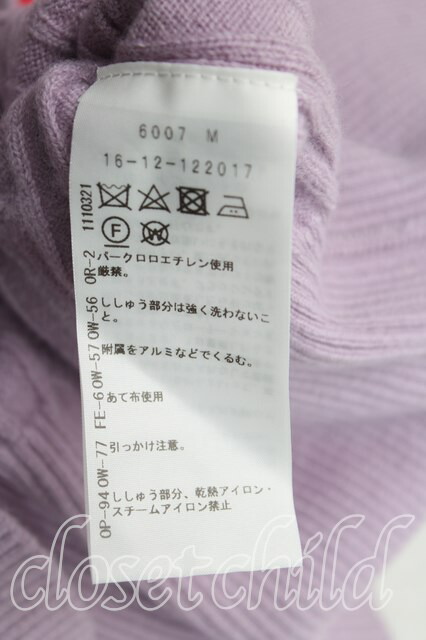 6007 M
16-12-122017
F
W
パークロロエチレン使用
厳禁。
ししゅう部分は強く洗わないこ
と。
付属をアルミなどでくるむ。
あて布使用
引っかけ注意。
ししゅう部分、乾熱アイロン・
スチームアイロン禁止
OP-94 OW-77 FE-6 OW-57 OW-56 OR-2 1110321
closetchild